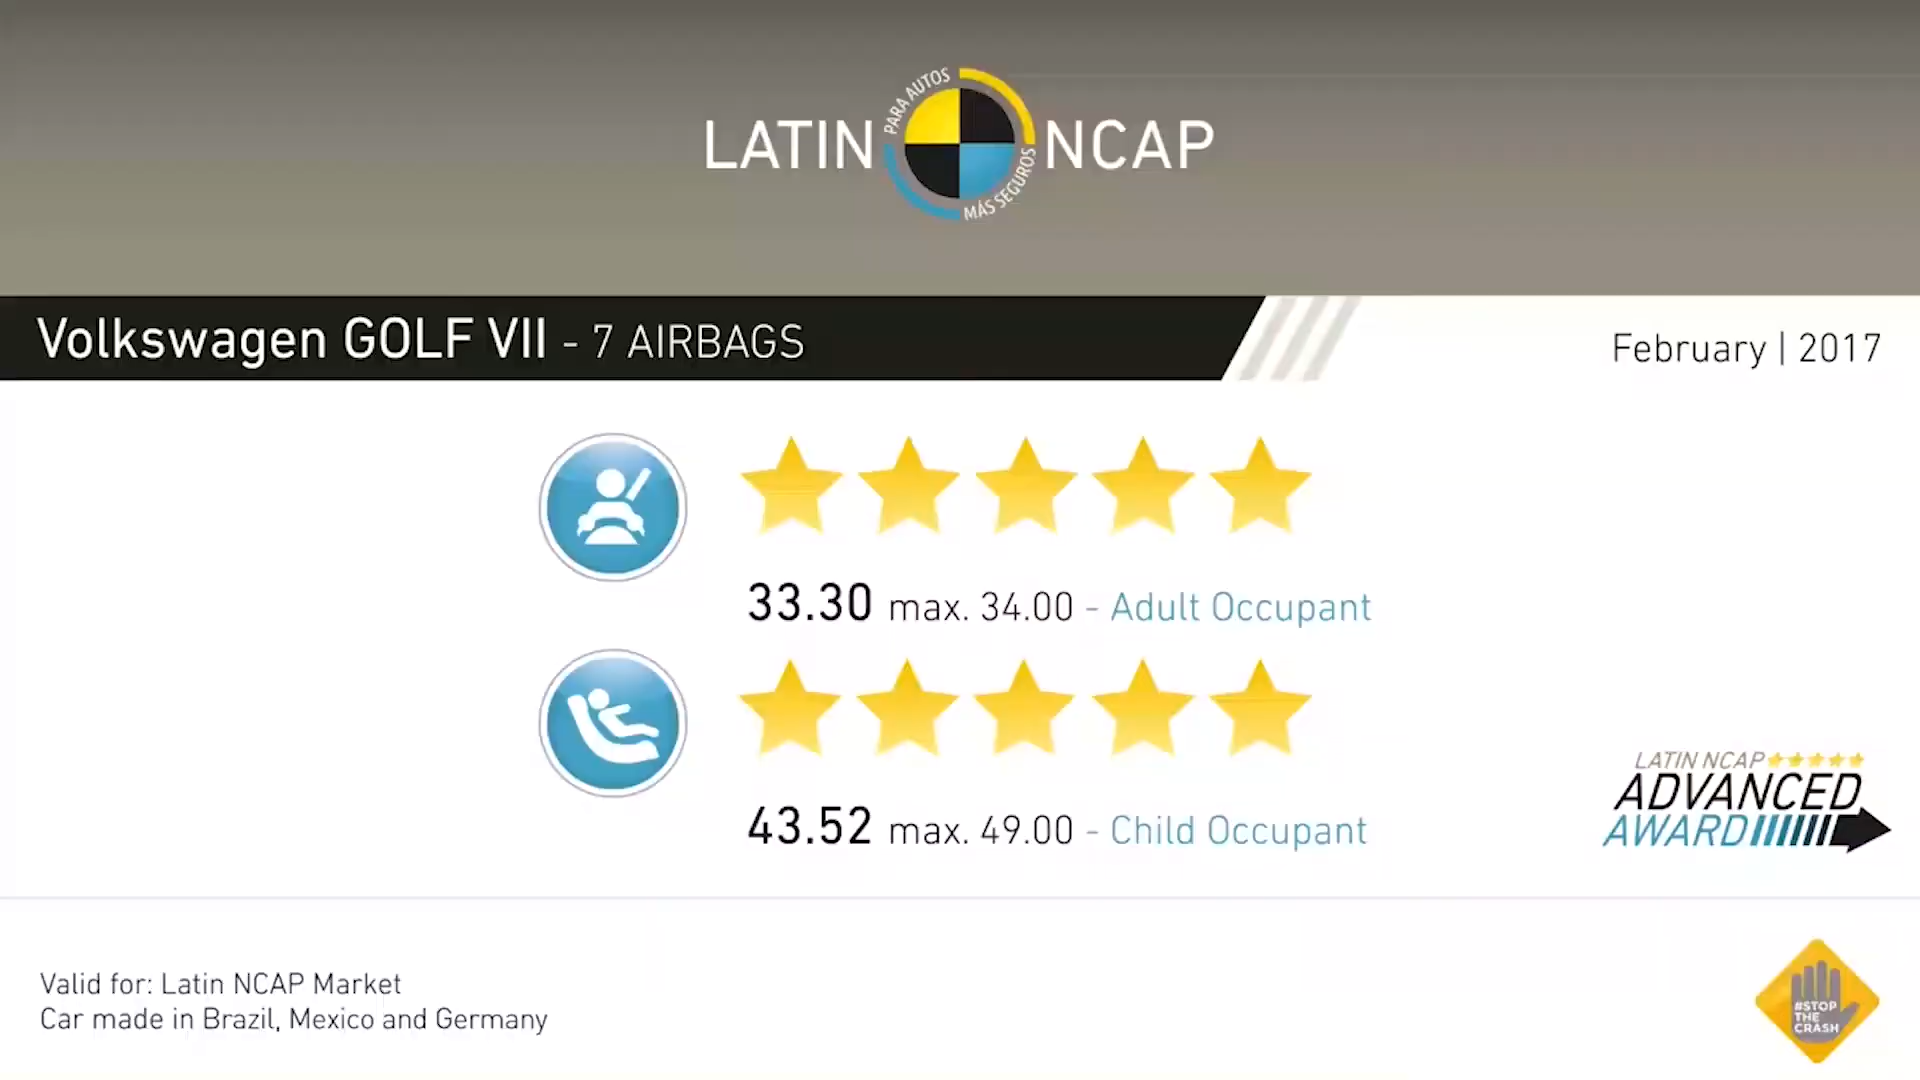 LATIN NCAP
PARA AUTOS
MÁS SEGUROS
Volkswagen GOLF VII - 7 AIRBAGS
February | 2017
33.30 max. 34.00 - Adult Occupant
43.52 max. 49.00 - Child Occupant
LATIN NCAP
ADVANCED
AWARD
Valid for: Latin NCAP Market
Car made in Brazil, Mexico and Germany
#STOP
THE
CRASH